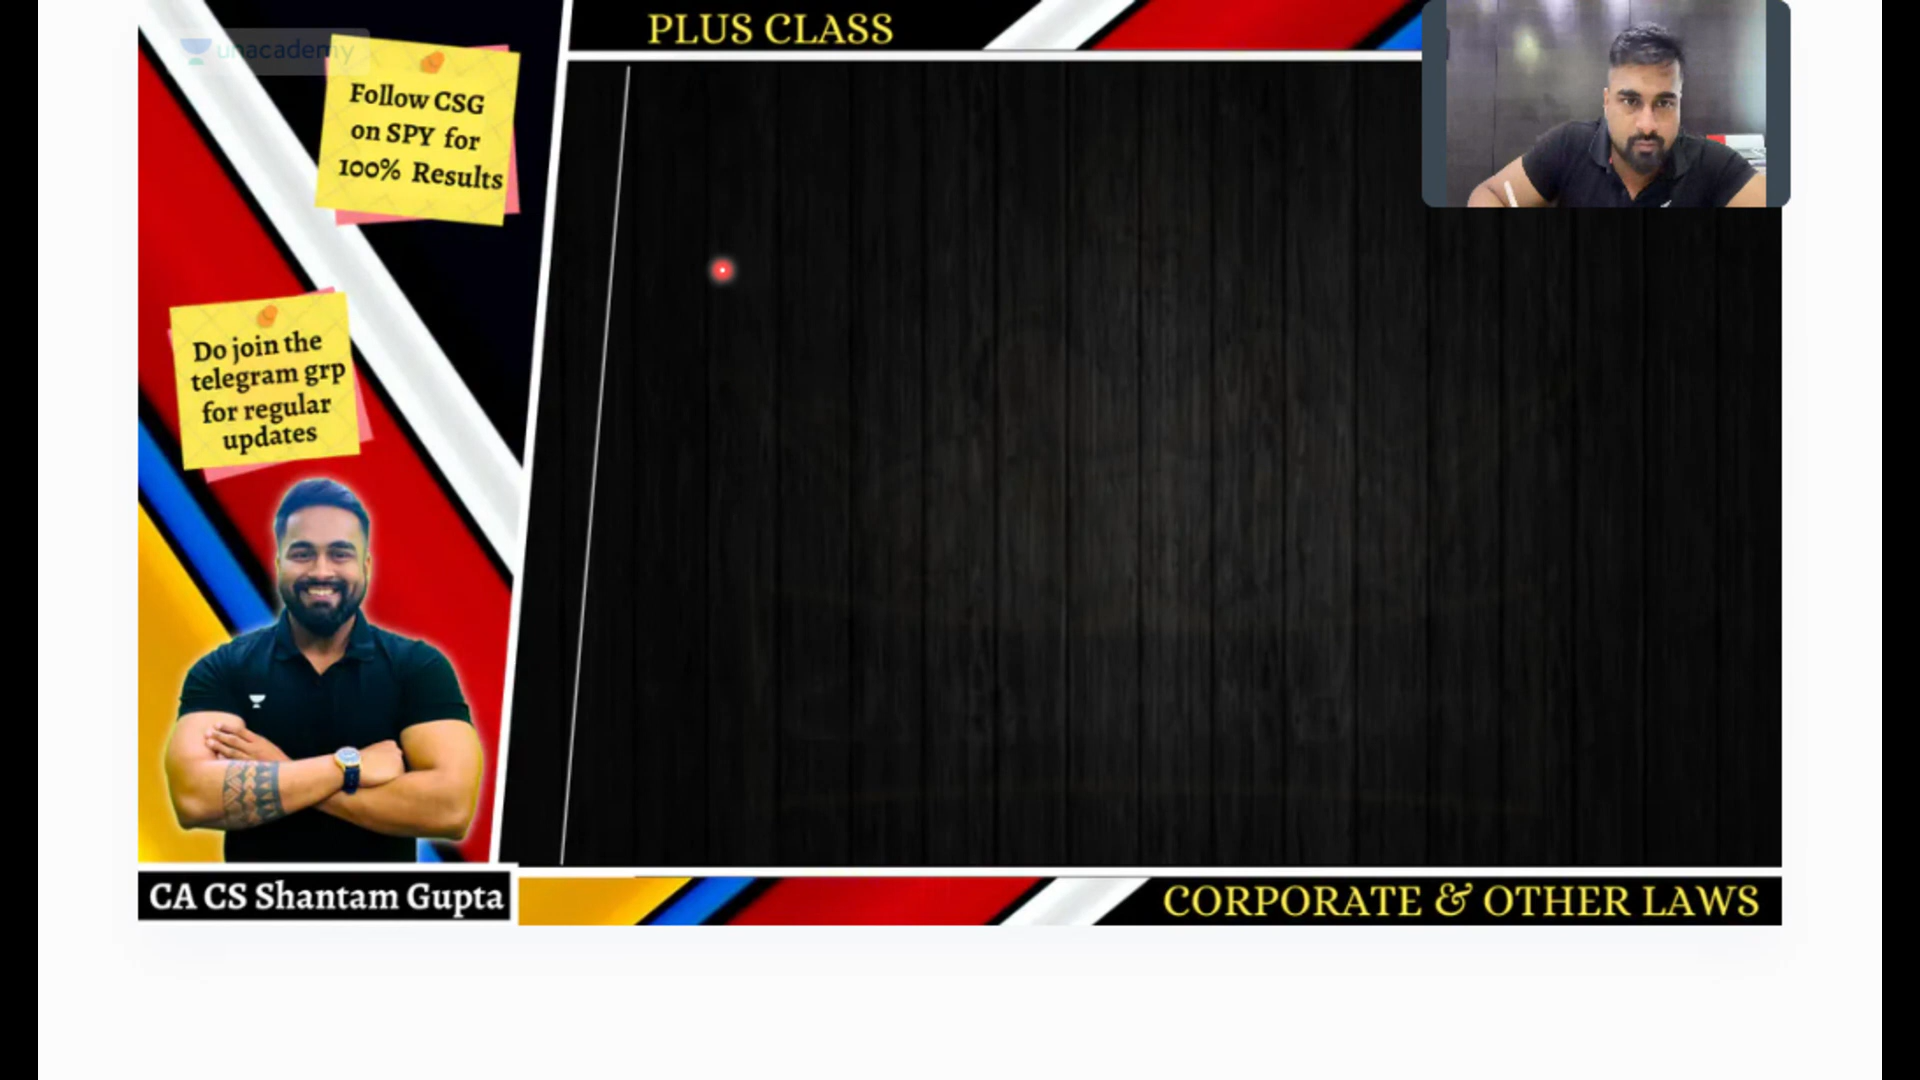 PLUS CLASS
unacademy
Follow CSG
on SPY for
100% Results
Do join the
telegram grp
for regular
updates
CA CS Shantam Gupta
CORPORATE & OTHER LAWS